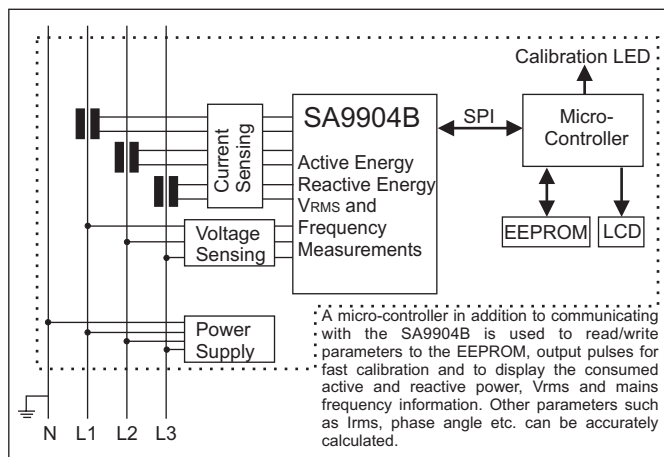 Calibration LED
Current
Sensing
SA9904B
SPI
Micro-
Controller
Active Energy
Reactive Energy
VRMS and
Frequency
Measurements
EEPROM
LCD
Voltage
Sensing
Power
Supply
A micro-controller in addition to communicating
with the SA9904B is used to read/write
parameters to the EEPROM, output pulses for
fast calibration and to display the consumed
active and reactive power, Vrms and mains
frequency information. Other parameters such
as Irms, phase angle etc. can be accurately
calculated.
N L1 L2 L3